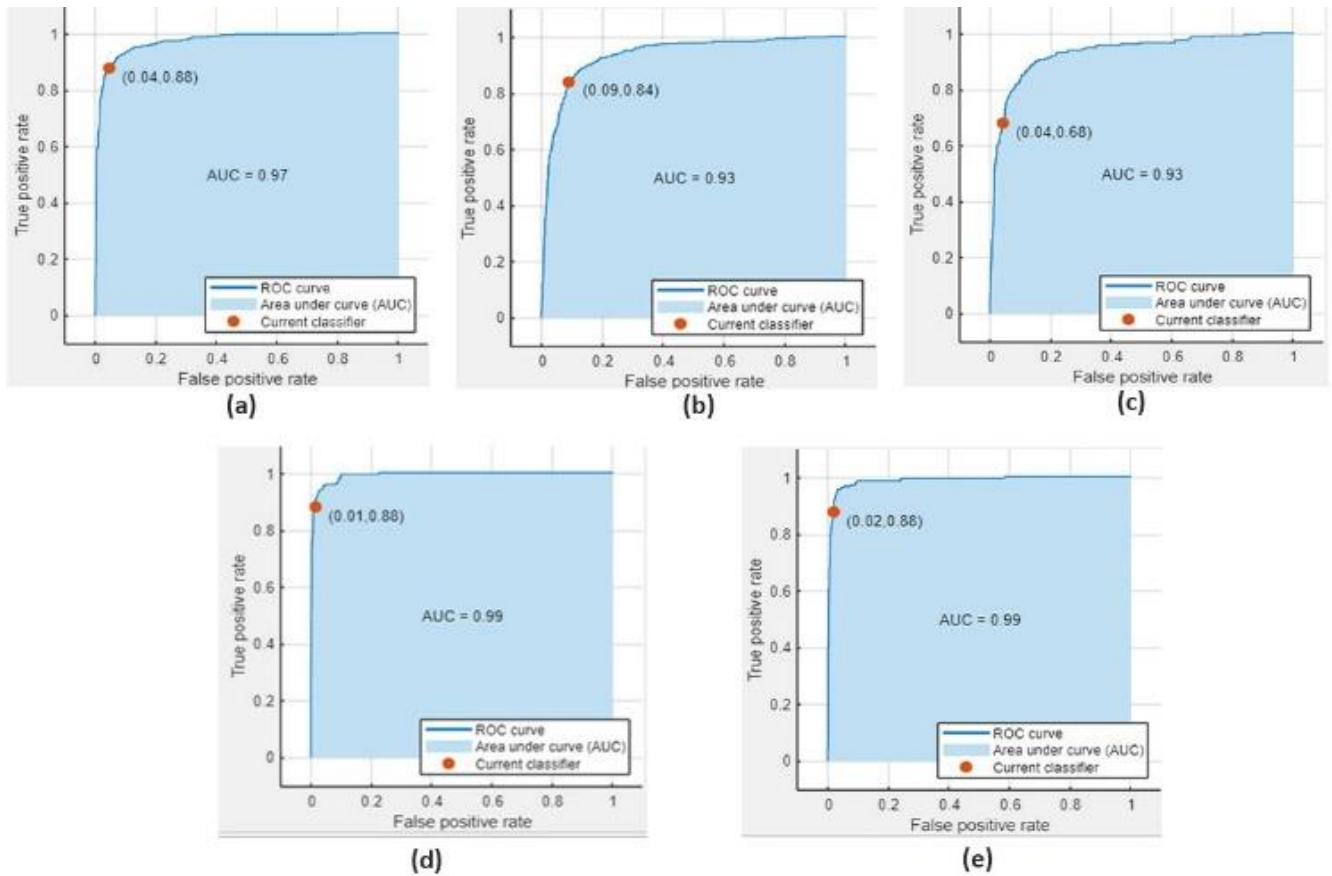 True positive rate
1
0.8
0.6
0.4
0.2
0
(0.04,0.88)
AUC = 0.97
ROC curve
Area under curve (AUC)
Current classifier
0 0.2 0.4 0.6 0.8 1
False positive rate
(a)
True positive rate
1
0.8
0.6
0.4
0.2
0
(0.09,0.84)
AUC = 0.93
ROC curve
Area under curve (AUC)
Current classifier
0 0.2 0.4 0.6 0.8 1
False positive rate
(b)
True positive rate
1
0.8
0.6
0.4
0.2
0
(0.04,0.68)
AUC = 0.93
ROC curve
Area under curve (AUC)
Current classifier
0 0.2 0.4 0.6 0.8 1
False positive rate
(c)
True positive rate
1
0.8
0.6
0.4
0.2
0
(0.01,0.88)
AUC = 0.99
ROC curve
Area under curve (AUC)
Current classifier
0 0.2 0.4 0.6 0.8 1
False positive rate
(d)
True positive rate
1
0.8
0.6
0.4
0.2
0
(0.02,0.88)
AUC = 0.99
ROC curve
Area under curve (AUC)
Current classifier
0 0.2 0.4 0.6 0.8 1
False positive rate
(e)